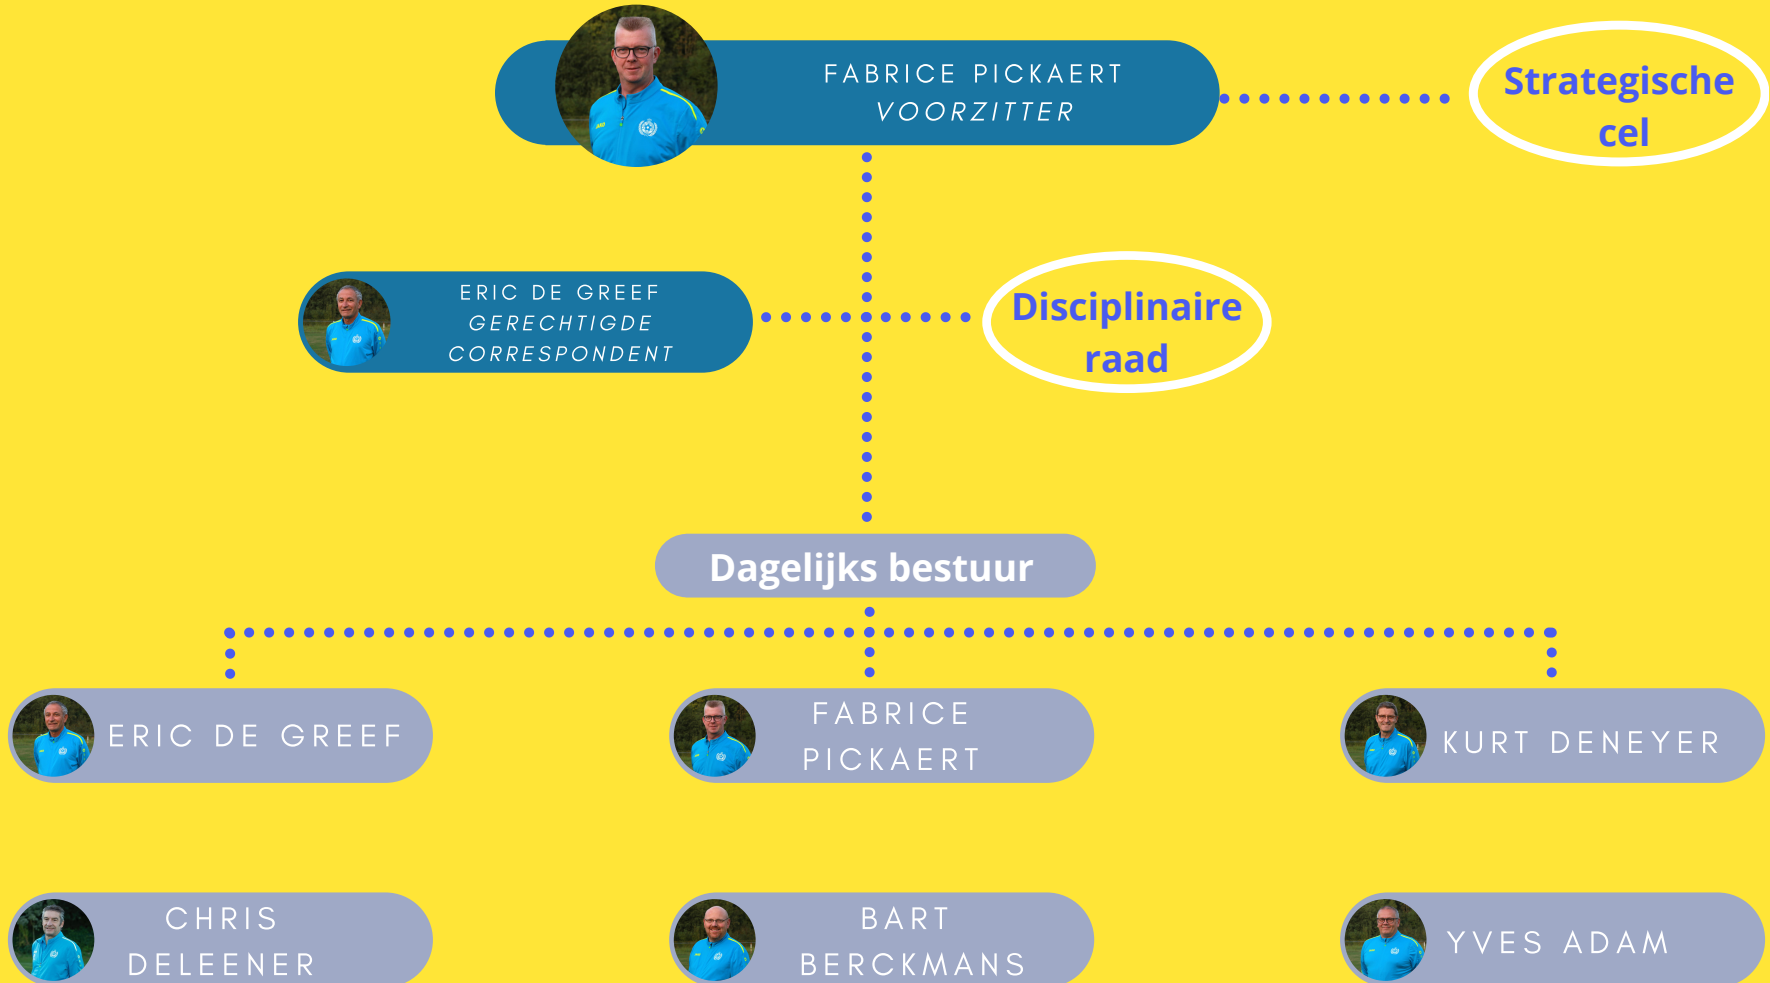 FABRICE PICKAERT
VOORZITTER
Strategische
cel
ERIC DE GREEF
GERECHTIGDE
CORRESPONDENT
Disciplinaire
raad
Dagelijks bestuur
ERIC DE GREEF
FABRICE
PICKAERT
KURT DENEYER
CHRIS
DELEENER
BART
BERCKMANS
YVES ADAM